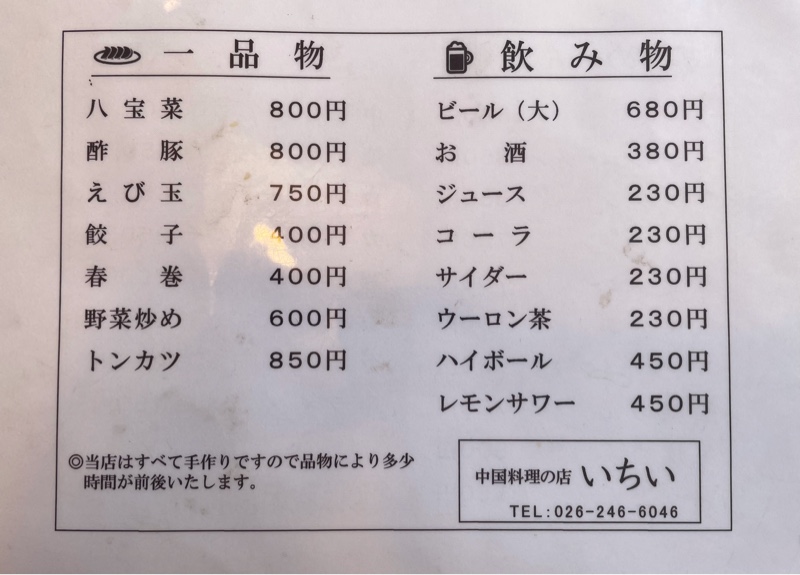 一品物
八宝菜 800円
酢豚 800円
えび玉 750円
餃子 400円
春巻 400円
野菜炒め 600円
トンカツ 850円
◎当店はすべて手作りですので品物により多少
時間が前後いたします。
飲み物
ビール（大） 680円
お酒 380円
ジュース 230円
コーラ 230円
サイダー 230円
ウーロン茶 230円
ハイボール 450円
レモンサワー 450円
中国料理の店 いちい
TEL:026-246-6046